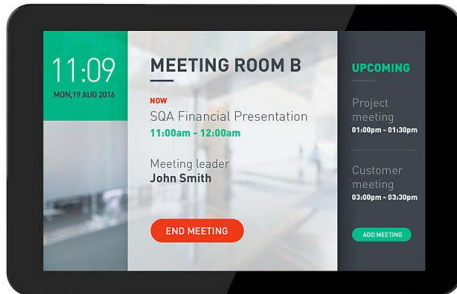 11:09
MON,19 AUG 2016
MEETING ROOM B
NOW
SQA Financial Presentation
11:00am - 12:00am
Meeting leader
John Smith
END MEETING
UPCOMING
Project
meeting
01:00pm - 01:30pm
Customer
meeting
03:00pm - 03:30pm
ADD MEETING